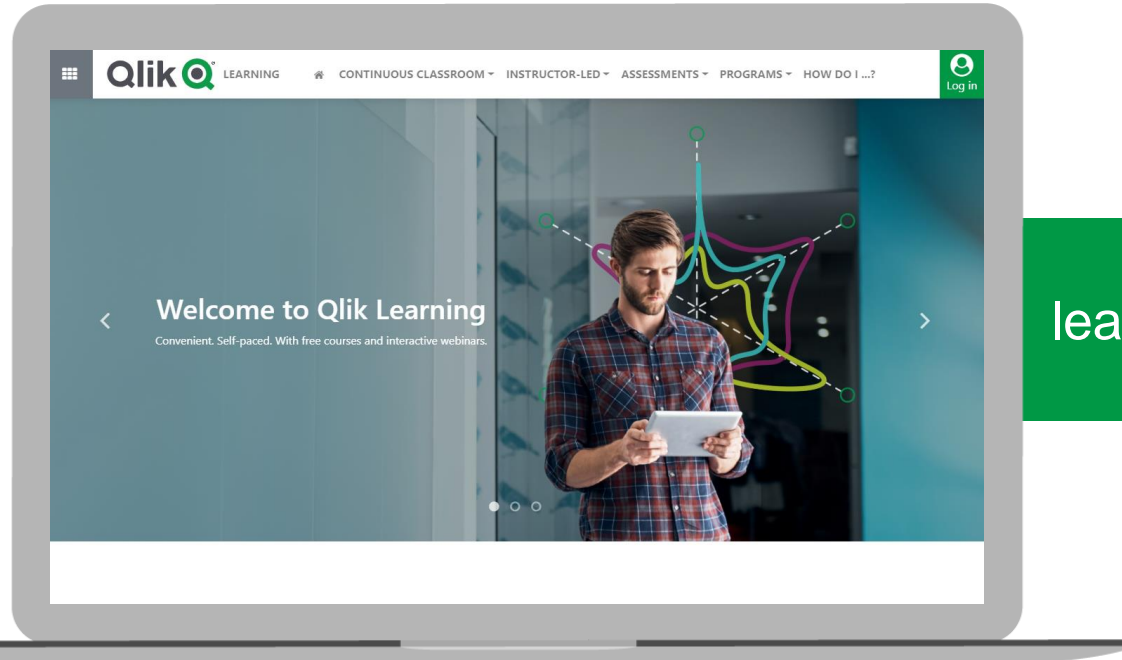 Qlik LEARNING CONTINUOUS CLASSROOM INSTRUCTOR-LED ASSESSMENTS PROGRAMS HOW DO I ...? Log in
Welcome to Qlik Learning
Convenient. Self-paced. With free courses and interactive webinars.
lea